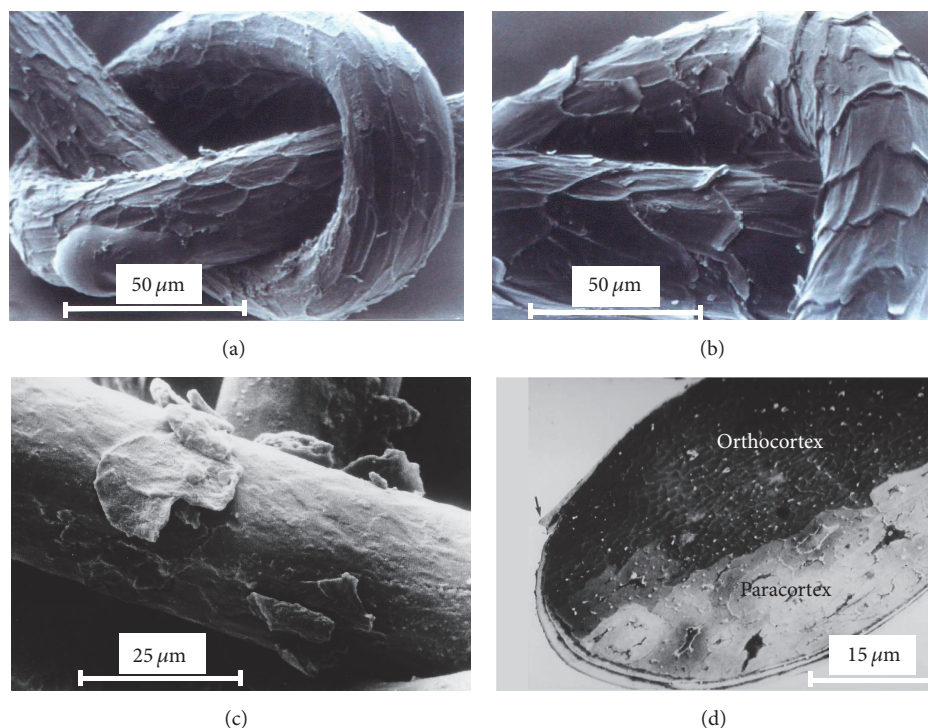 50 μm
(a)
50 μm
(b)
25 μm
(c)
Orthocortex
Paracortex
15 μm
(d)